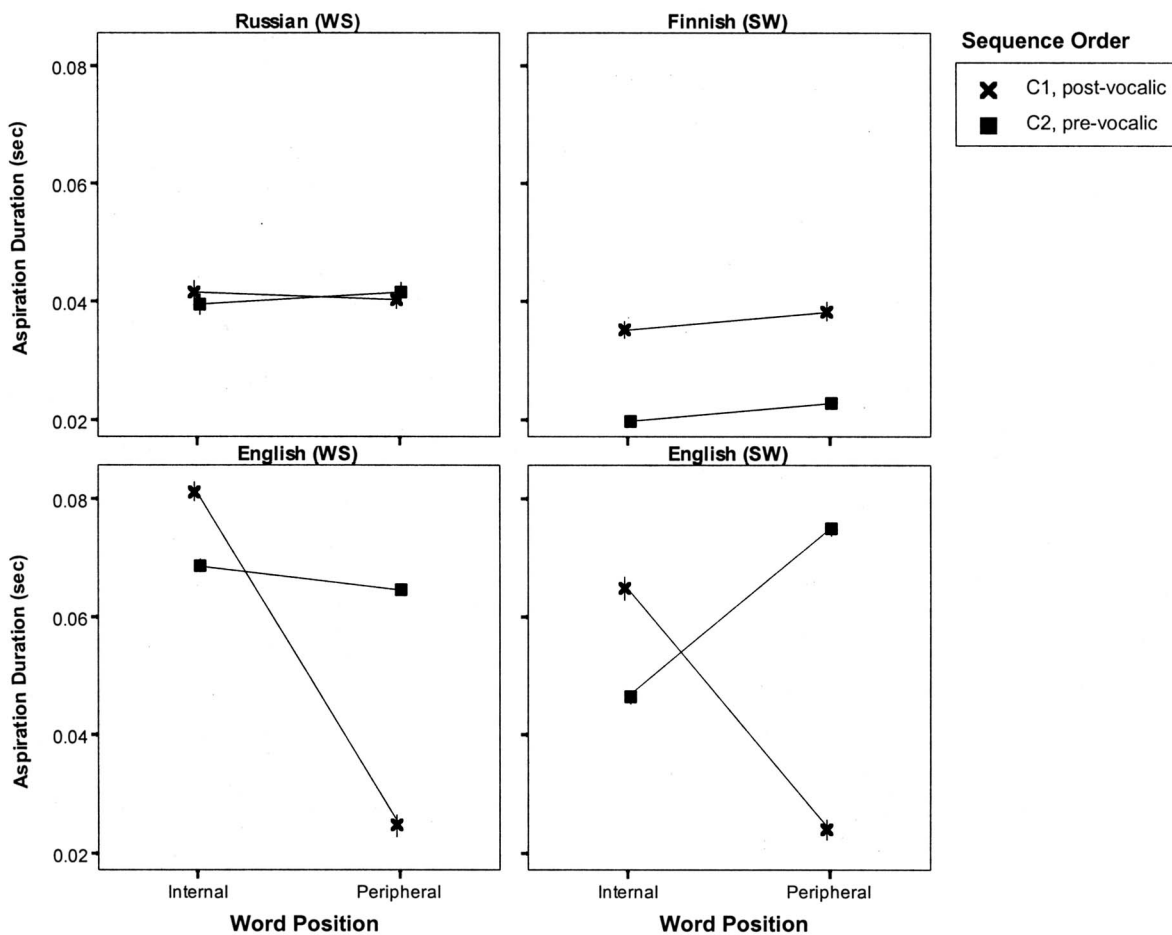 Russian (WS)
Finnish (SW)
Sequence Order
C1, post-vocalic
C2, pre-vocalic
Aspiration Duration (sec)
0.08
0.06
0.04
0.02
English (WS)
English (SW)
Aspiration Duration (sec)
0.08
0.06
0.04
0.02
Internal
Peripheral
Internal
Peripheral
Word Position
Word Position